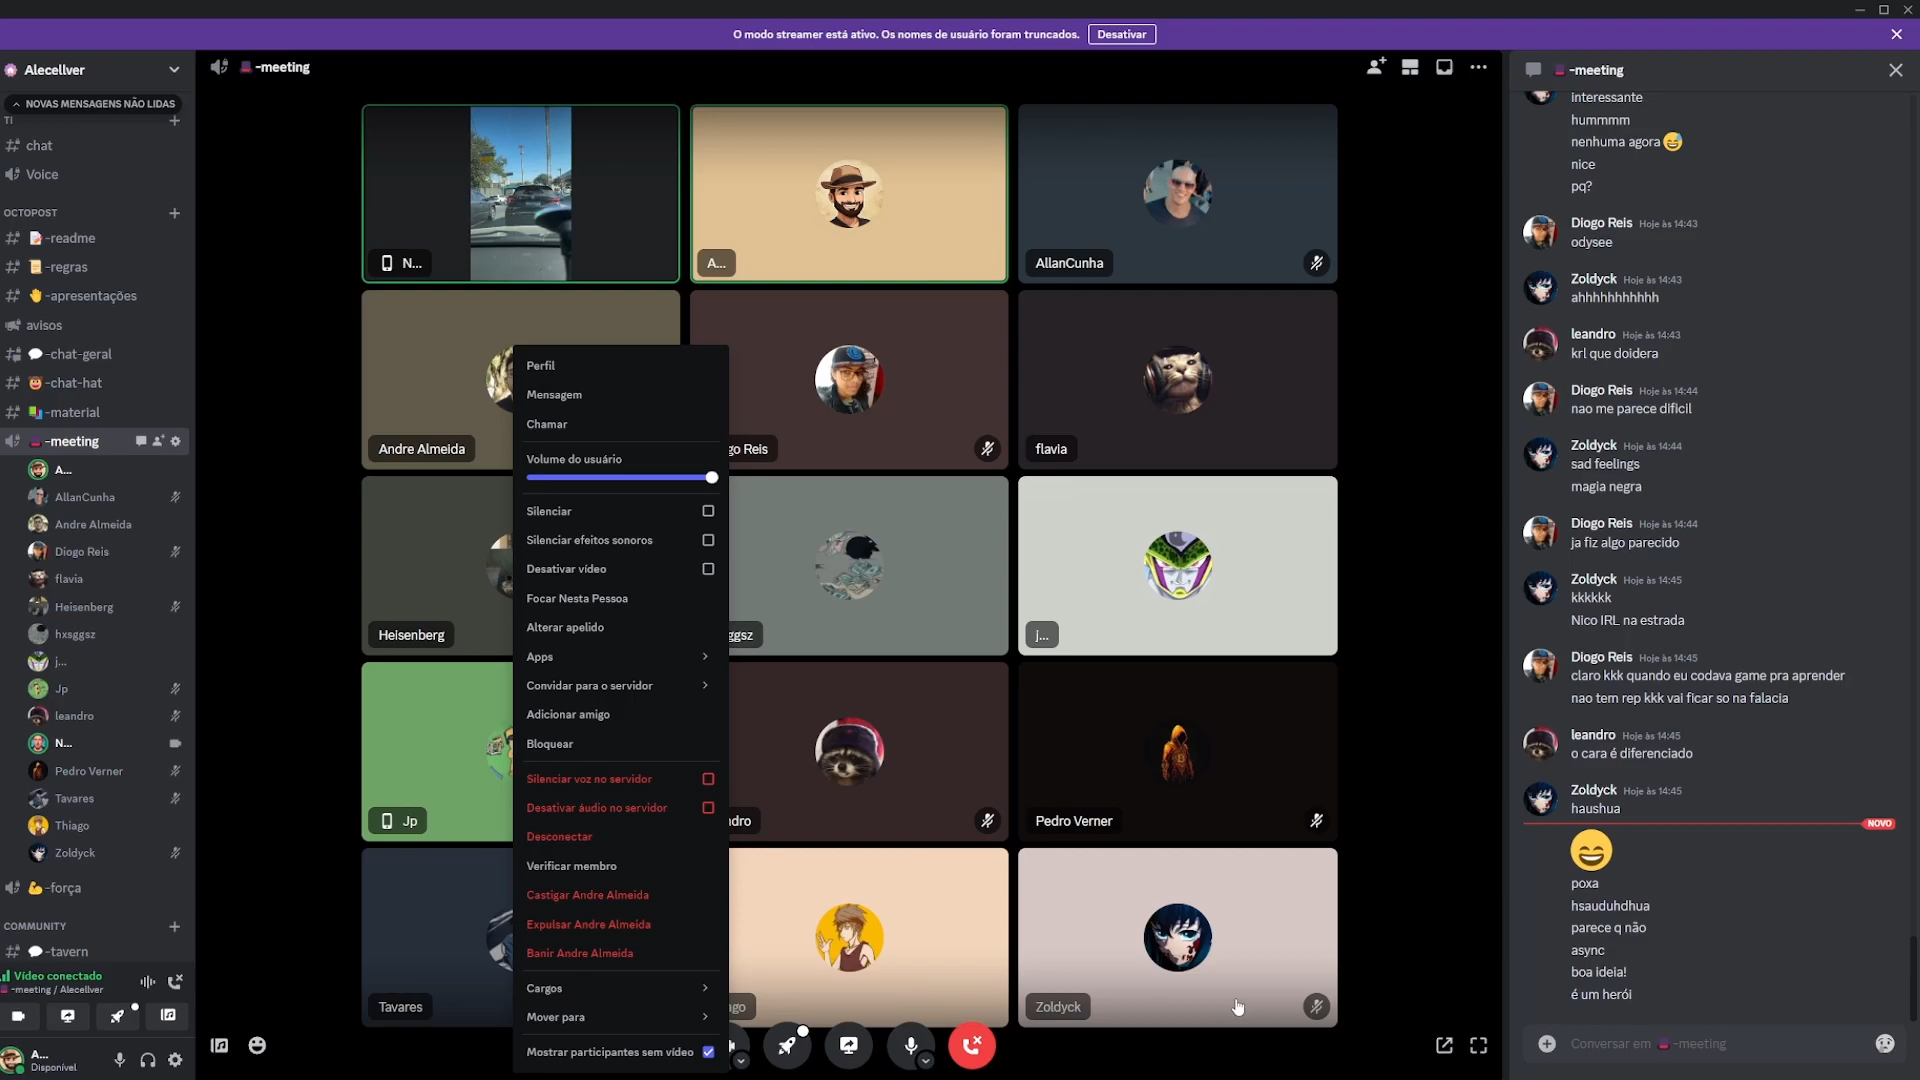 O modo streamer está ativo. Os nomes de usuário foram truncados.
Desativar
Alecellver
NOVAS MENSAGENS NÃO LIDAS
TI
chat
Voice
OCTOPOST
-readme
-regras
-apresentações
avisos
-chat-geral
-chat-hat
-material
-meeting
A...
AllanCunha
Andre Almeida
Diogo Reis
flavia
Heisenberg
hxsggsz
j...
Jp
leandro
N...
Pedro Verner
Tavares
Thiago
Zoldyck
-força
COMMUNITY
-tavern
Vídeo conectado
-meeting / Alecellver
A...
Disponível
-meeting
N...
A...
AllanCunha
Andre Almeida
go Reis
flavia
Heisenberg
ggsz
j...
Jp
dro
Pedro Verner
Tavares
ago
Zoldyck
Perfil
Mensagem
Chamar
Volume do usuário
Silenciar
Silenciar efeitos sonoros
Desativar vídeo
Focar Nesta Pessoa
Alterar apelido
Apps
Convidar para o servidor
Adicionar amigo
Bloquear
Silenciar voz no servidor
Desativar áudio no servidor
Desconectar
Verificar membro
Castigar Andre Almeida
Expulsar Andre Almeida
Banir Andre Almeida
Cargos
Mover para
Mostrar participantes sem vídeo
-meeting
interessante
hummmm
nenhuma agora
nice
pq?
Diogo Reis Hoje às 14:43
odysee
Zoldyck Hoje às 14:43
ahhhhhhhhhhh
leandro Hoje às 14:43
krl que doidera
Diogo Reis Hoje às 14:44
nao me parece dificil
Zoldyck Hoje às 14:44
sad feelings
magia negra
Diogo Reis Hoje às 14:44
ja fiz algo parecido
Zoldyck Hoje às 14:45
kkkkkk
Nico IRL na estrada
Diogo Reis Hoje às 14:45
claro kkk quando eu codava game pra aprender
nao tem rep kkk vai ficar so na falacia
leandro Hoje às 14:45
o cara é diferenciado
Zoldyck Hoje às 14:45
haushua
NOVO
poxa
hsauduhdhua
parece q não
async
boa ideia!
é um herói
Conversar em -meeting